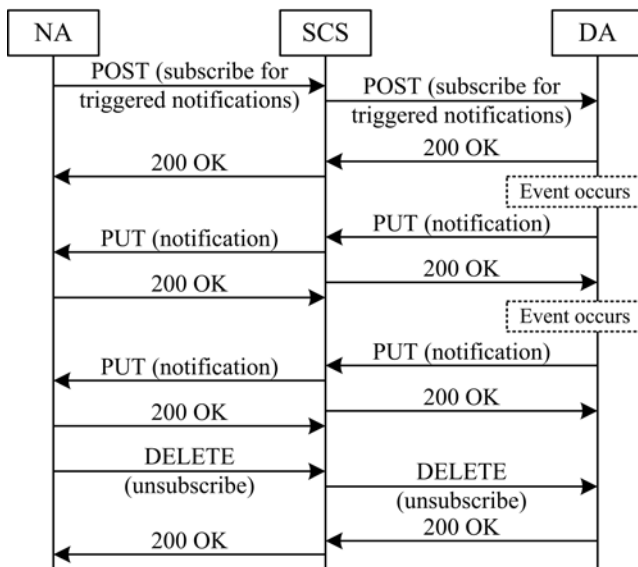 NA
SCS
DA
POST (subscribe for
triggered notifications)
POST (subscribe for
triggered notifications)
200 OK
200 OK
Event occurs
PUT (notification)
PUT (notification)
200 OK
200 OK
Event occurs
PUT (notification)
PUT (notification)
200 OK
200 OK
DELETE
(unsubscribe)
DELETE
(unsubscribe)
200 OK
200 OK